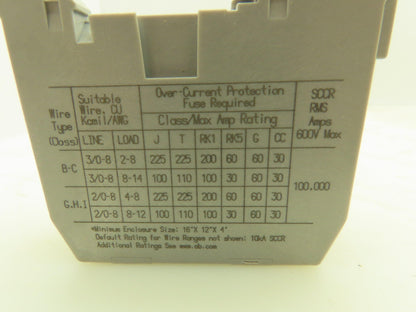 Over-Current Protection
Fuse Required
Suitable
Wire, CU
Kcmil/AWG
Wire
Type
(Class)
Class/Max Amp Rating
SCCR
RMS
Amps
600V Max
LINE LOAD J T RK1 RK5 G CC
B-C 3/0-8 2-8 225 225 200 60 60 30 100.000
3/0-8 8-14 100 110 100 30 60 30
G.H.I 2/0-8 4-8 225 225 200 60 60 30
2/0-8 8-12 100 110 100 30 60 30
*Minimum Enclosure Size: 16"X 12"X 4"
Default Rating for Wire Ranges not shown: 10kA SCCR
Additional Ratings See www.ab.com